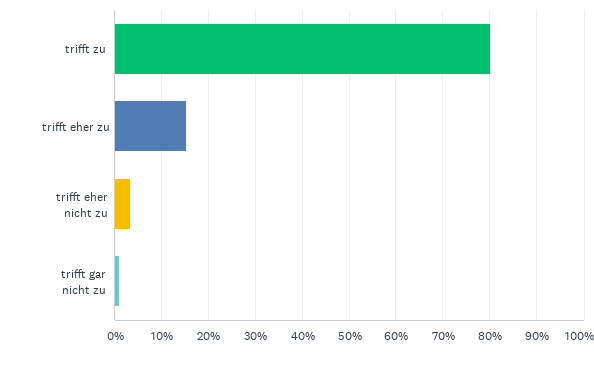 trifft zu
trifft eher zu
trifft eher
nicht zu
trifft gar
nicht zu
0% 10% 20% 30% 40% 50% 60% 70% 80% 90% 100%